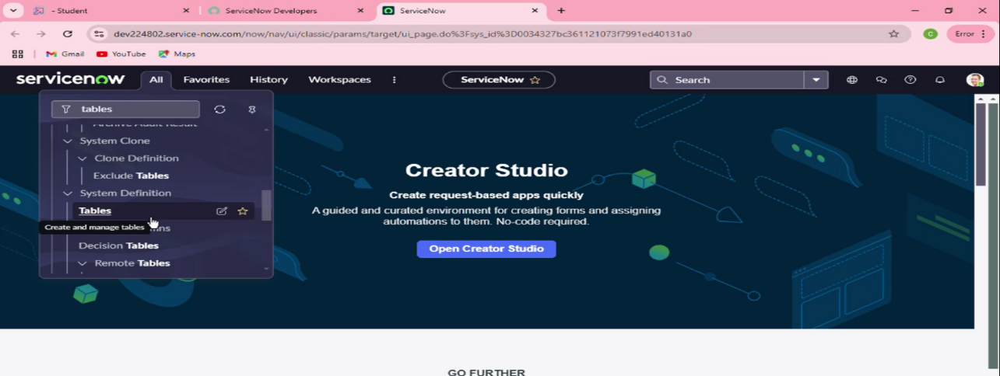 - Student
ServiceNow Developers
ServiceNow
dev224802.service-now.com/now/nav/ui/classic/params/target/ui_page.do%3Fsys_id%3D0034327bc361121073f7991ed40131a0
C
Error
Gmail
YouTube
Maps
servicenow
All
Favorites
History
Workspaces
ServiceNow
Search
tables
Archive Audit Result
System Clone
Clone Definition
Exclude Tables
System Definition
Tables
Create and manage tables
Decision Tables
Remote Tables
Creator Studio
Create request-based apps quickly
A guided and curated environment for creating forms and assigning
automations to them. No-code required.
Open Creator Studio
GO FURTHER